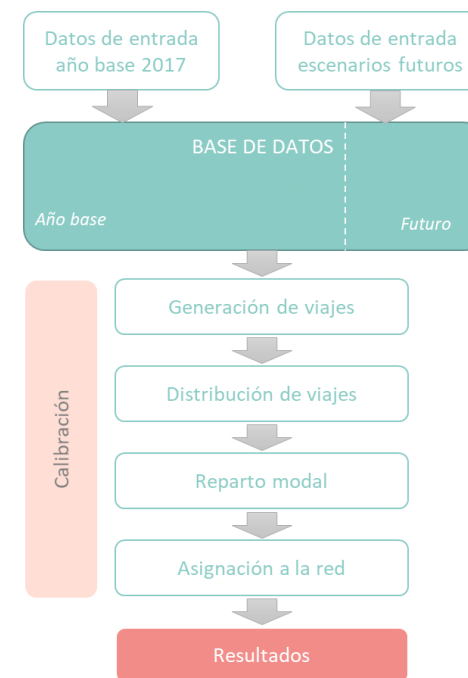 Datos de entrada
año base 2017
Datos de entrada
escenarios futuros
BASE DE DATOS
Año base
Futuro
Generación de viajes
Distribución de viajes
Calibración
Reparto modal
Asignación a la red
Resultados